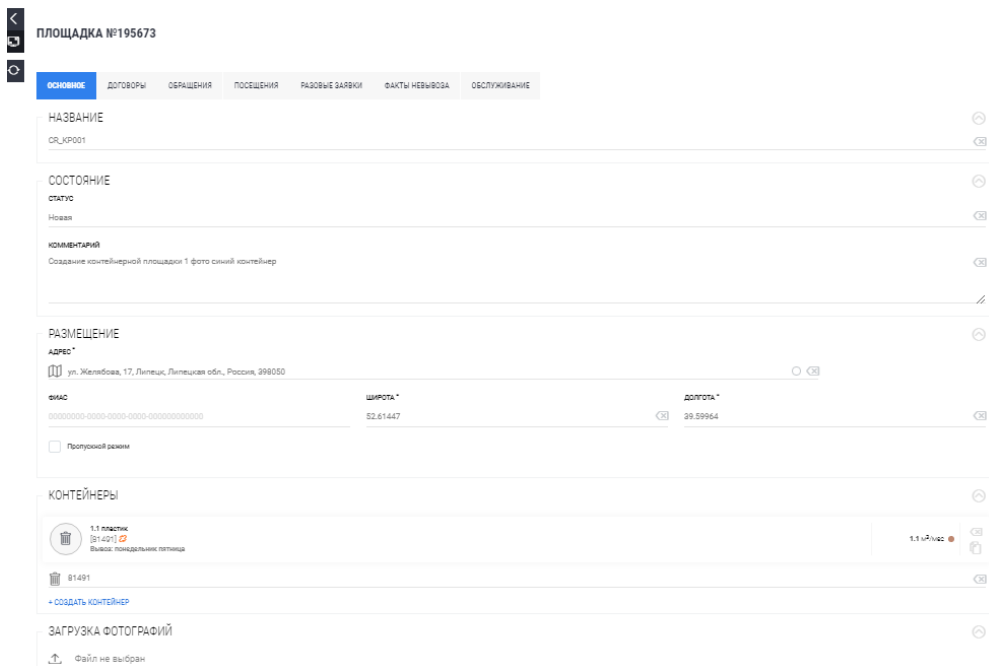 ПЛОЩАДКА №195673
ОСНОВНОЕ ДОГОВОРЫ ОБРАЩЕНИЯ ПОСЕЩЕНИЯ РАЗОВЫЕ ЗАЯВКИ ФАКТЫ НЕВЫВОЗА ОБСЛУЖИВАНИЕ
НАЗВАНИЕ
CR_KP001
СОСТОЯНИЕ
СТАТУС
Новая
КОММЕНТАРИЙ
Создание контейнерной площадки 1 фото синий контейнер
РАЗМЕЩЕНИЕ
АДРЕС *
ул. Желябова, 17, Липецк, Липецкая обл., Россия, 398050
ФИАС ШИРОТА * ДОЛГОТА *
00000000-0000-0000-0000-000000000000 52.61447 39.59964
Пропускной режим
КОНТЕЙНЕРЫ
1.1 пластик
[81491]
Вывоз: понедельник пятница
1.1 м³/мес
81491
+ СОЗДАТЬ КОНТЕЙНЕР
ЗАГРУЗКА ФОТОГРАФИЙ
Файл не выбран